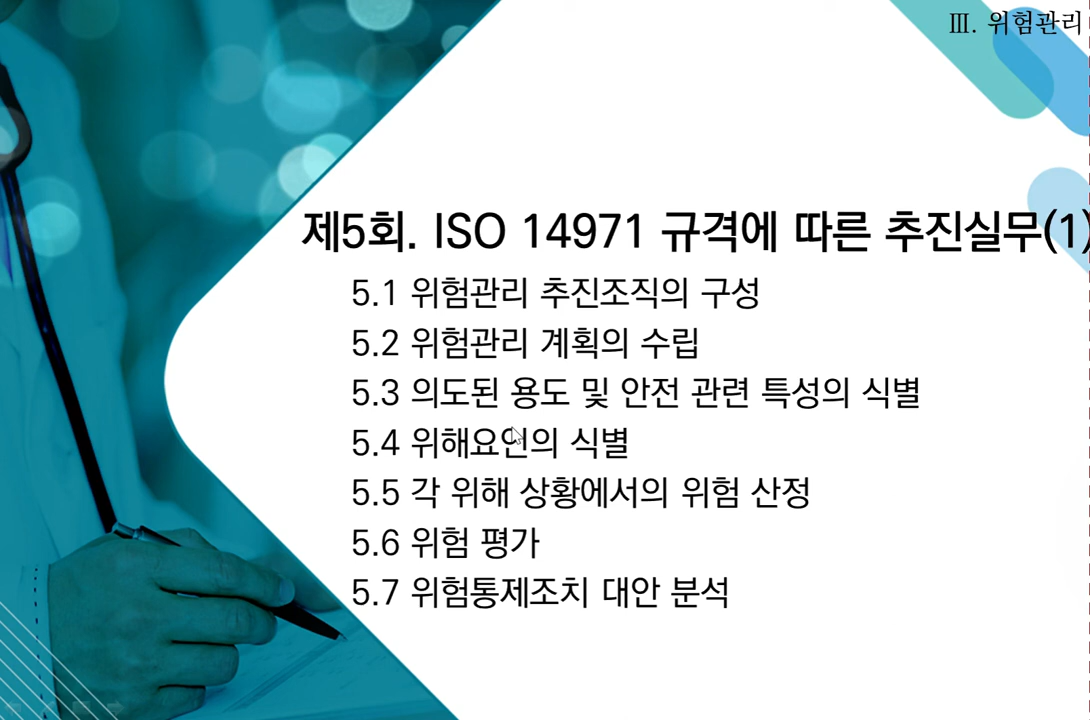 Ⅲ. 위험관리
제5회. ISO 14971 규격에 따른 추진실무(1)
5.1 위험관리 추진조직의 구성
5.2 위험관리 계획의 수립
5.3 의도된 용도 및 안전 관련 특성의 식별
5.4 위해요인의 식별
5.5 각 위해 상황에서의 위험 산정
5.6 위험 평가
5.7 위험통제조치 대안 분석